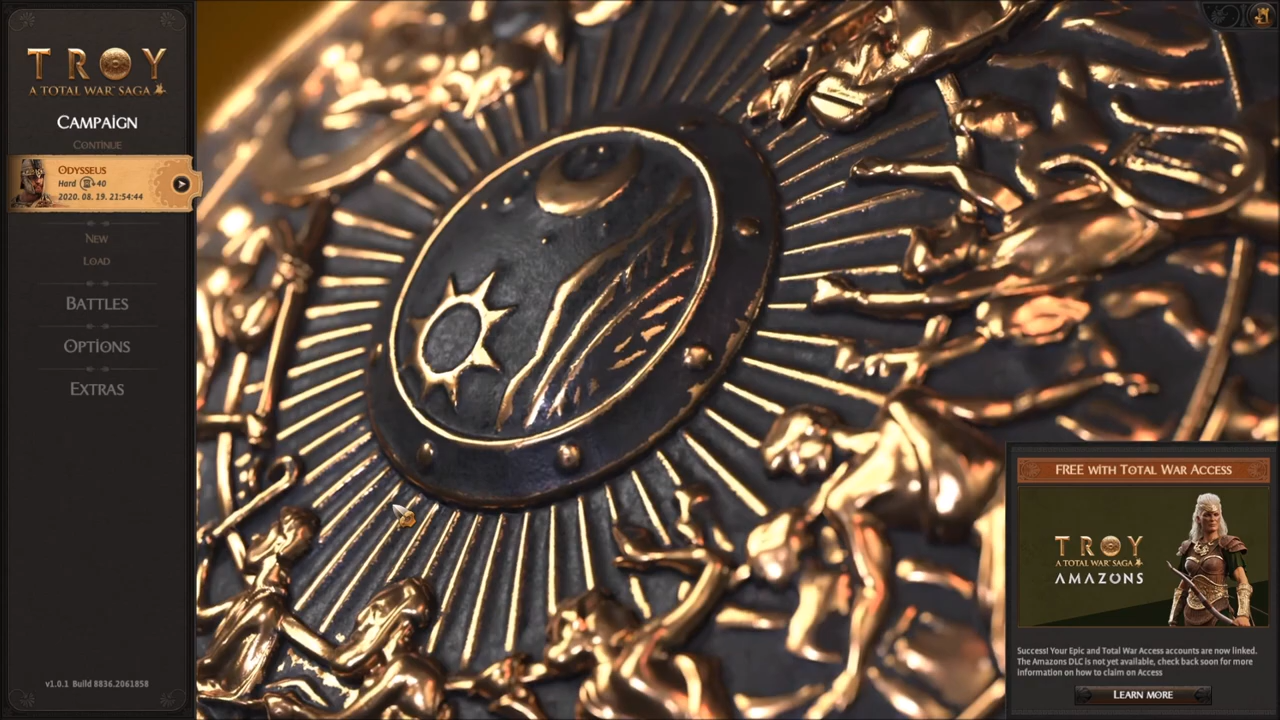 TROY
A TOTAL WAR SAGA
CAMPAIGN
CONTINUE
ODYSSEUS
Hard 40
2020. 08. 19. 21:54:44
NEW
LOAD
BATTLES
OPTIONS
EXTRAS
v1.0.1 Build 8836.2061858
FREE WITH TOTAL WAR ACCESS
TROY
A TOTAL WAR SAGA
AMAZONS
Success! Your Epic and Total War Access accounts are now linked.
The Amazons DLC is not yet available, check back soon for more
information on how to claim on Access
LEARN MORE